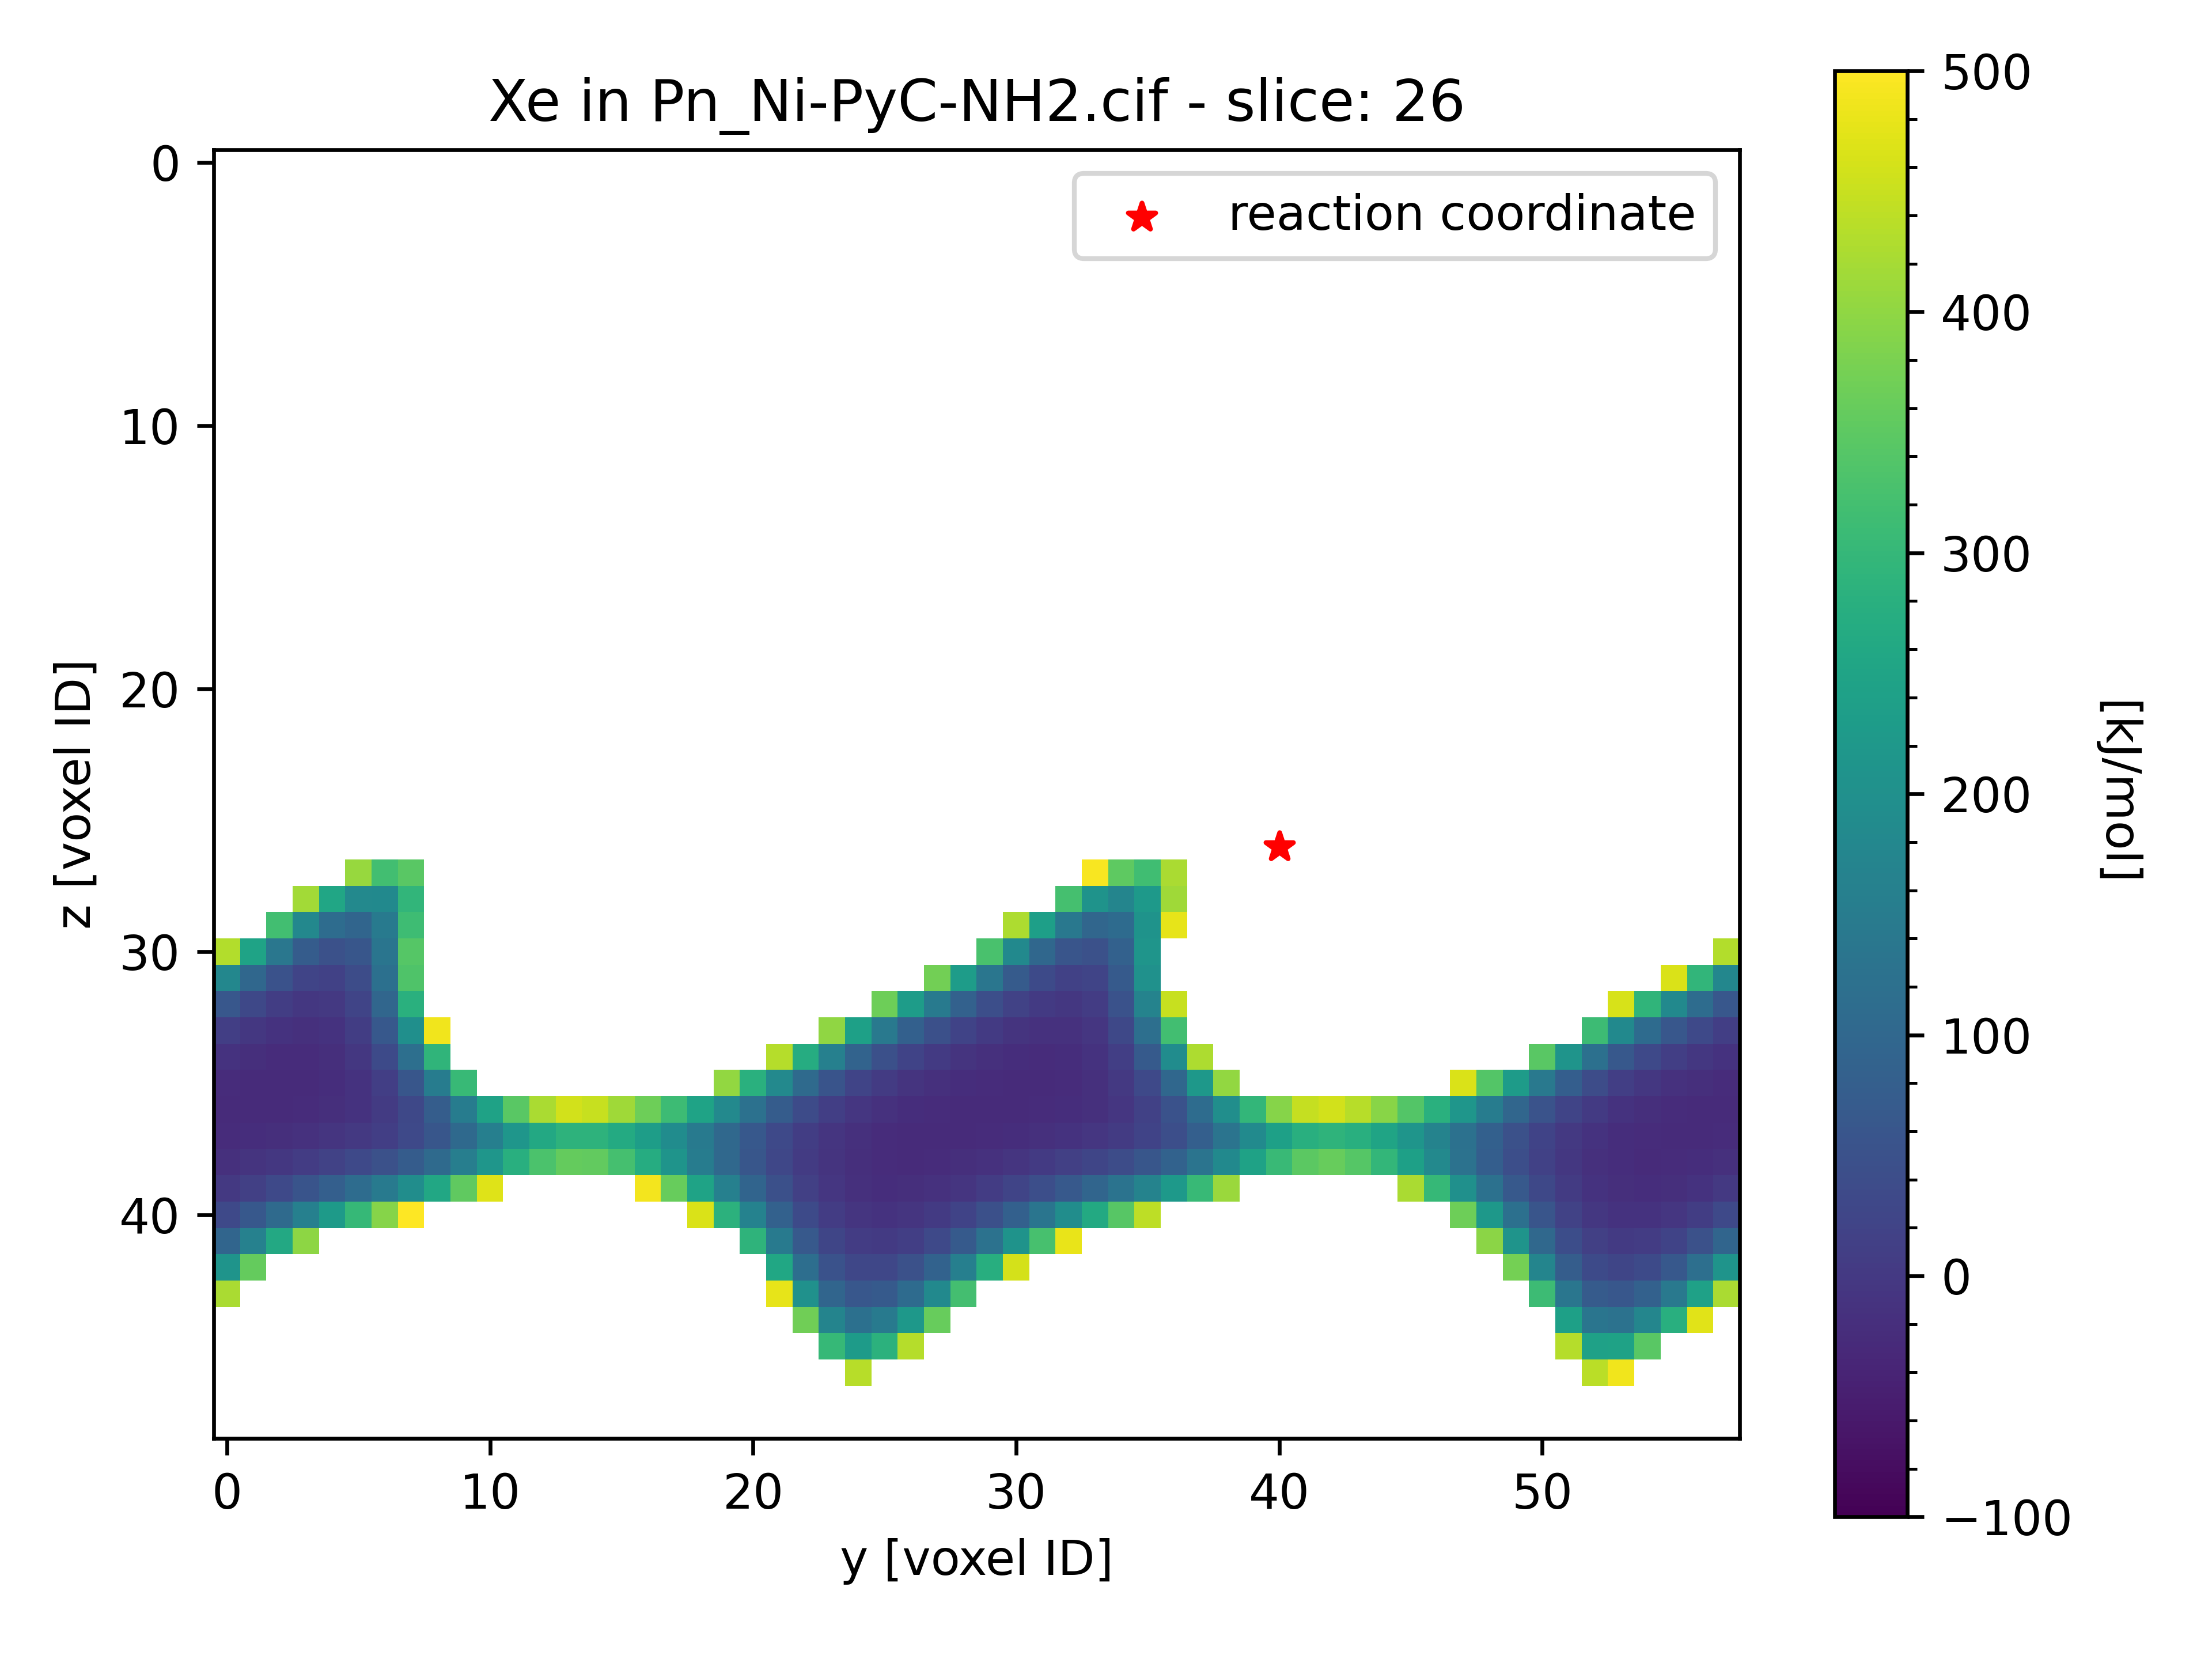 Xe in Pn_Ni-PyC-NH2.cif - slice: 26
reaction coordinate
z [voxel ID]
0
10
20
30
40
0 10 20 30 40 50
y [voxel ID]
500
400
300
200
100
0
−100
[kJ/mol]